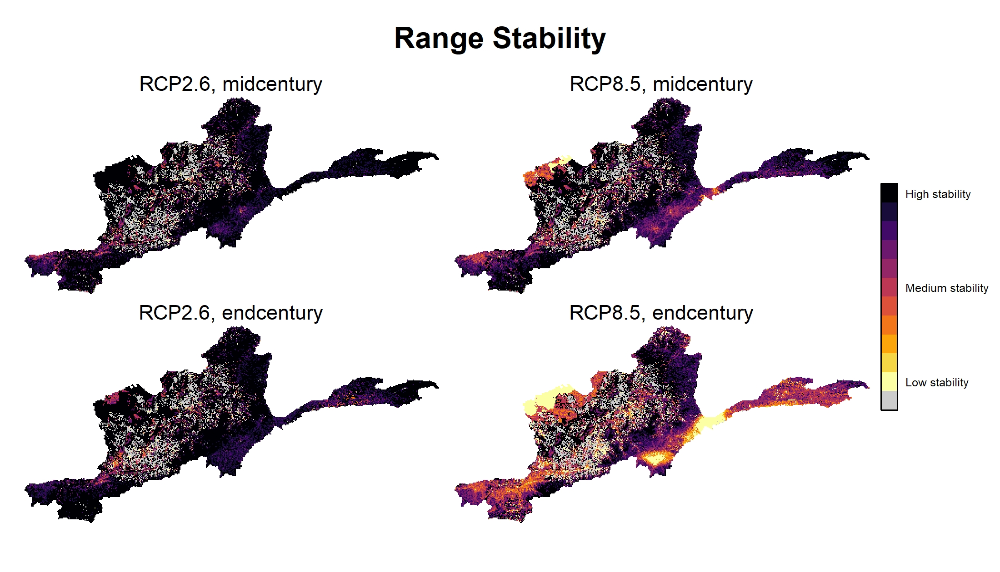 Range Stability
RCP2.6, midcentury
RCP8.5, midcentury
High stability
Medium stability
RCP2.6, endcentury
RCP8.5, endcentury
Low stability